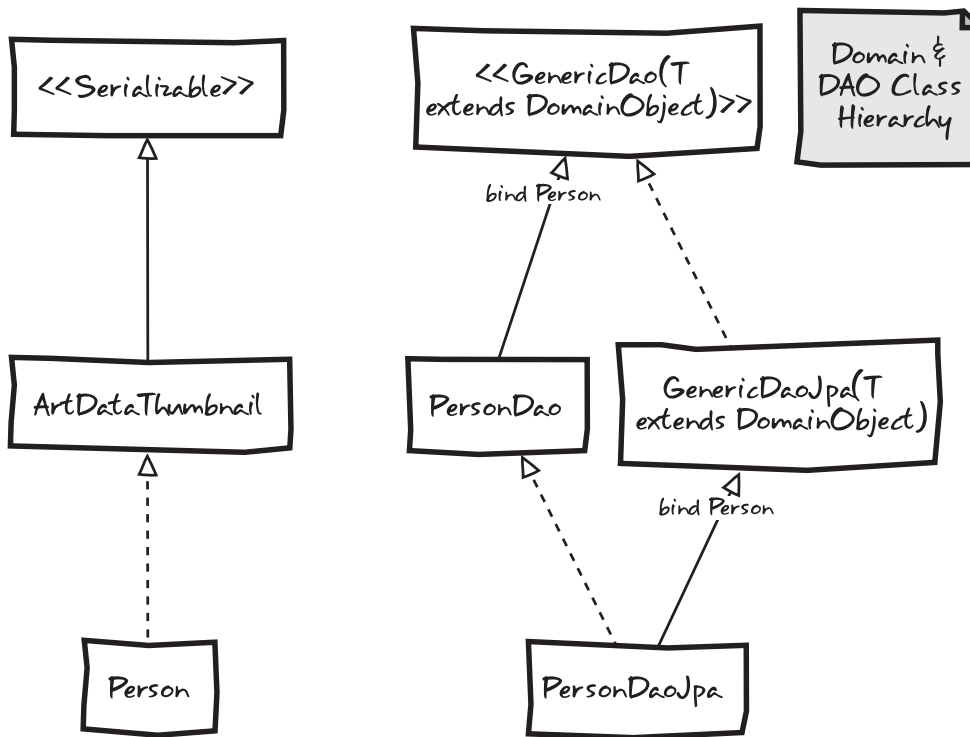 <<Serializable>>
<<GenericDao(T
extends DomainObject)>>
Domain &
DAO Class
Hierarchy
bind Person
ArtDataThumbnail
PersonDao
GenericDaoJpa(T
extends DomainObject)
bind Person
Person
PersonDaoJpa